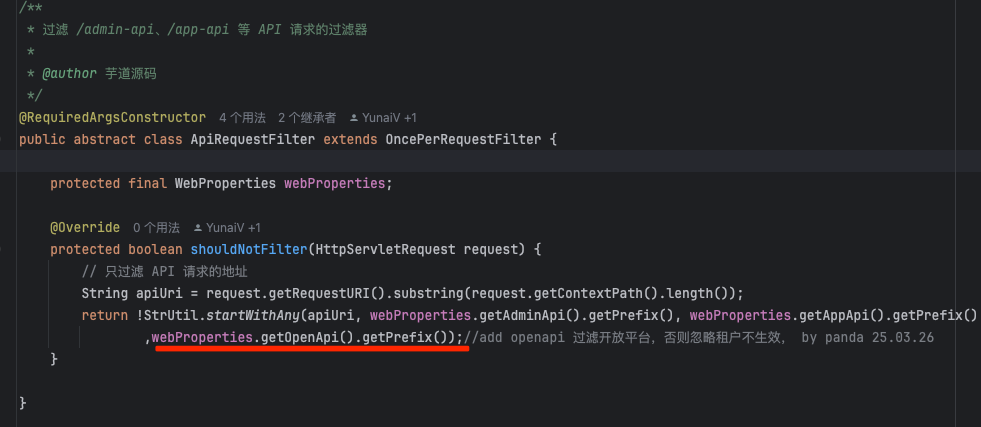 /**
 * 过滤 /admin-api、/app-api 等 API 请求的过滤器
 *
 * @author 芋道源码
 */
@RequiredArgsConstructor 4 个用法 2 个继承者 YunaiV +1
public abstract class ApiRequestFilter extends OncePerRequestFilter {
protected final WebProperties webProperties;
@Override 0 个用法 YunaiV +1
protected boolean shouldNotFilter(HttpServletRequest request) {
// 只过滤 API 请求的地址
String apiUri = request.getRequestURI().substring(request.getContextPath().length());
return !StrUtil.startWithAny(apiUri, webProperties.getAdminApi().getPrefix(), webProperties.getAppApi().getPrefix()
,webProperties.getOpenApi().getPrefix());//add openapi 过滤开放平台，否则忽略租户不生效， by panda 25.03.26
}
}